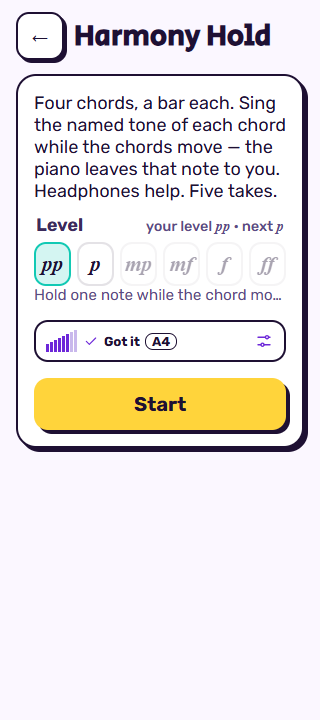 ← Harmony Hold
Four chords, a bar each. Sing
the named tone of each chord
while the chords move — the
piano leaves that note to you.
Headphones help. Five takes.
Level your level pp • next p
pp p mp mf f ff
Hold one note while the chord mo…
Got it A4
Start